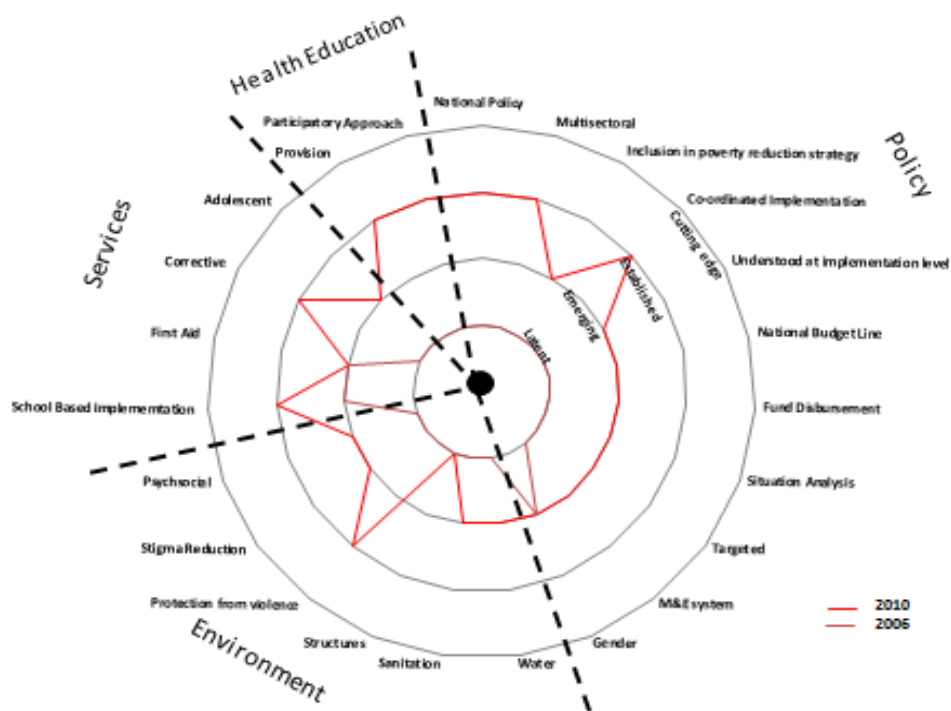 Health Education
National Policy
Participatory Approach
Multisectoral
Provision
Inclusion in poverty reduction strategy
Policy
Adolescent
Co-ordinated Implementation
Services
Cutting edge
Corrective
Understood at implementation level
Established
Emerging
First Aid
Latent
National Budget Line
School Based Implememtation
Fund Disbursement
Psychsocial
Situation Analysis
Stigma Reduction
Targeted
Protection from violence
M&E system
2010
2006
Environment
Structures
Gender
Sanitation
Water